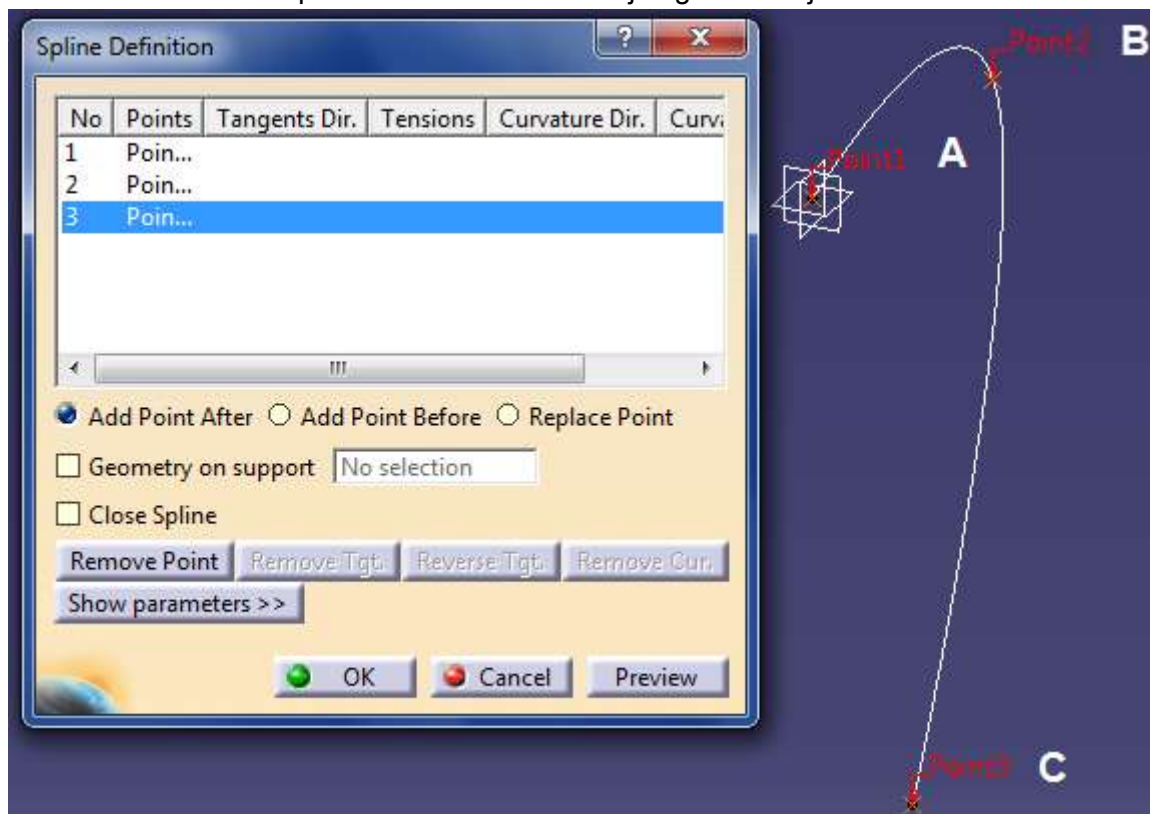 Spline Definition
?
X
No Points Tangents Dir. Tensions Curvature Dir. Curva
1 Poin...
2 Poin...
3 Poin...
Add Point After Add Point Before Replace Point
Geometry on support No selection
Close Spline
Remove Point Remove Tgt. Reverse Tgt. Remove Cur.
Show parameters >>
OK Cancel Preview
Point2 B
Point1 A
Point3 C